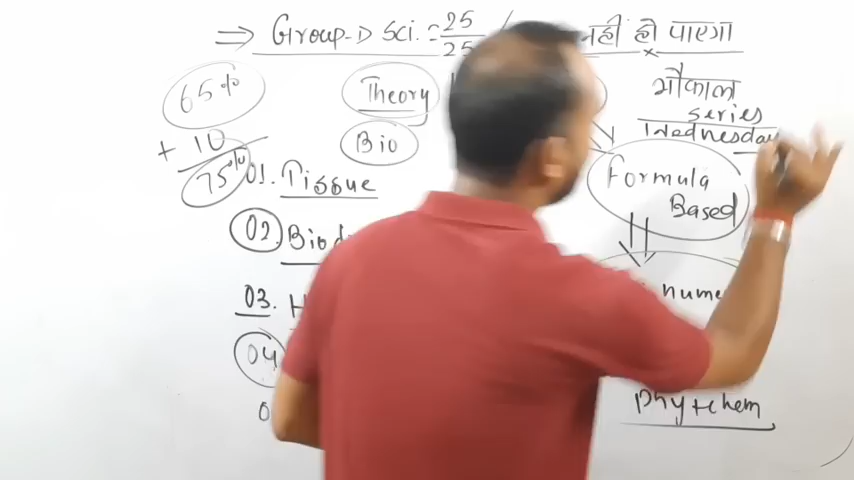 ⇒ Group-D Sci. = 25/25 नहीं हो पाएगा
65%
+ 10
75%
Theory
Bio
भौकाल
series
Wednesday
Formula
Based
01. Tissue
02.
03. H
04
0
nume
Phy+chem